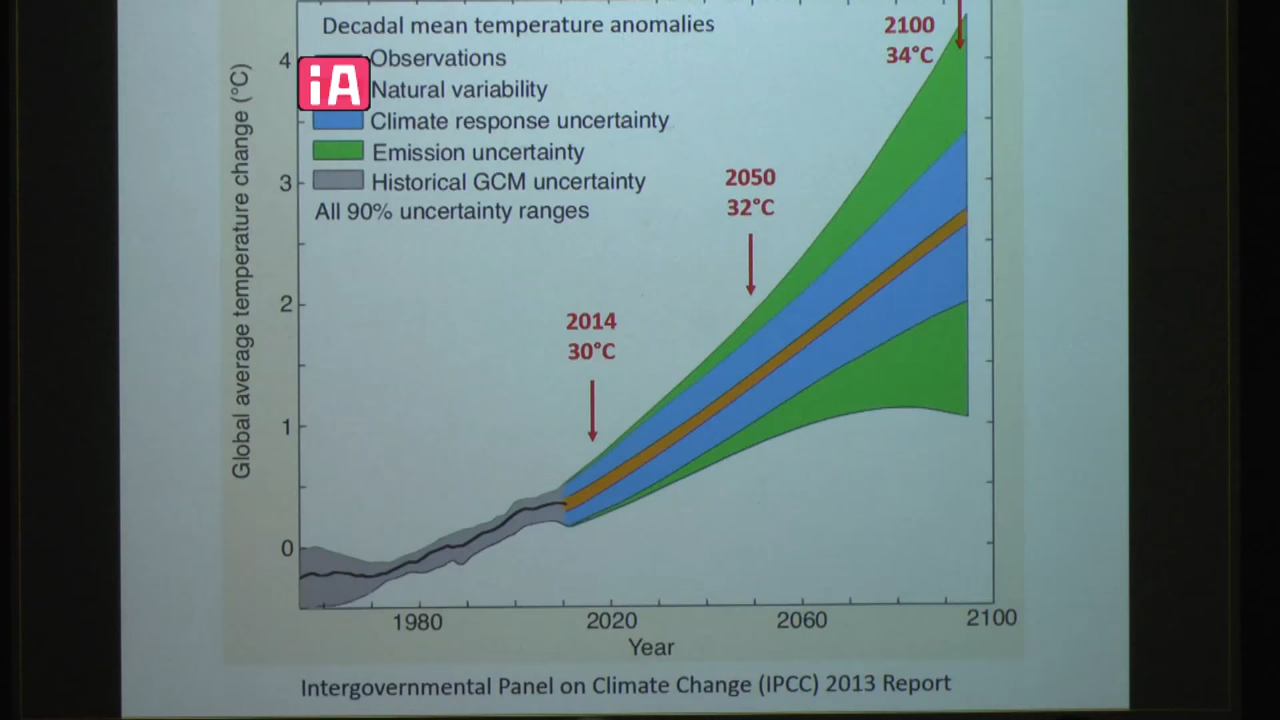 Decadal mean temperature anomalies
Observations
iA
Natural variability
Climate response uncertainty
Emission uncertainty
Historical GCM uncertainty
All 90% uncertainty ranges
2100
34°C
2050
32°C
2014
30°C
Global average temperature change (°C)
4
3
2
1
0
1980
2020
2060
2100
Year
Intergovernmental Panel on Climate Change (IPCC) 2013 Report